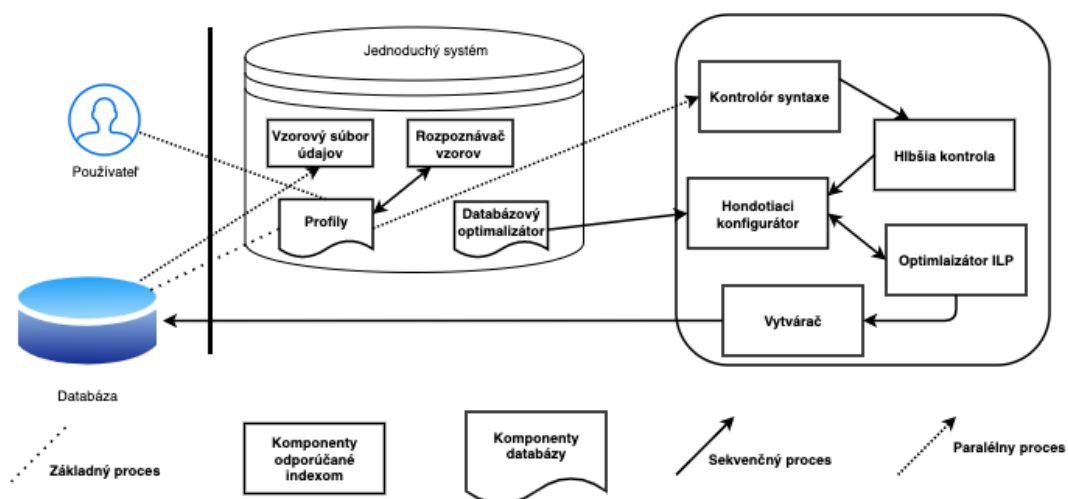 Jednoduchý systém
Kontrolór syntaxe
Vzorový súbor
údajov
Rozpoznávač
vzorov
Hlbšia kontrola
Používateľ
Profily
Databázový
optimalizátor
Hondotiaci
konfigurátor
Optimlaizátor ILP
Vytvárač
Databáza
Základný proces
Komponenty
odporúčané
indexom
Komponenty
databázy
Sekvenčný proces
Paralélny proces